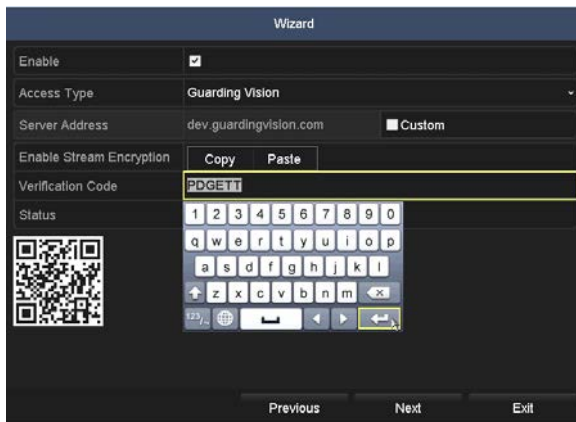 Wizard
Enable
Access Type Guarding Vision
Server Address dev.guardingvision.com Custom
Enable Stream Encryption Copy Paste
Verification Code PDGETT
Status 1 2 3 4 5 6 7 8 9 0
q w e r t y u i o p
a s d f g h j k l
z x c v b n m
123/~
Previous Next Exit